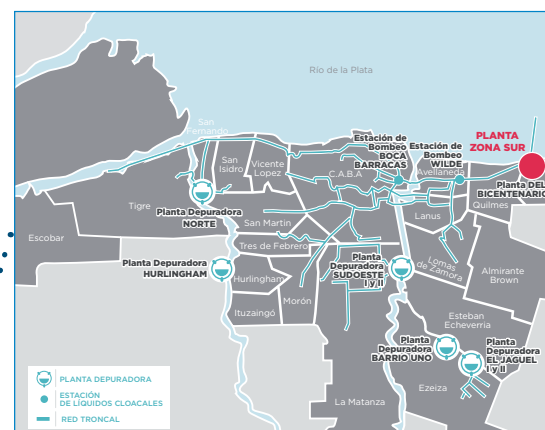 Río de la Plata
San
Fernando
San
Isidro
Vicente
Lopez
Estación de
Bombeo
BOCA
BARRACAS
Estación de
Bombeo
WILDE
PLANTA
ZONA SUR
C.A.B.A
Avellaneda
Planta DEL
BICENTENARIO
Tigre
Planta Depuradora
NORTE
Quilmes
Lanus
San Martin
Escobar
Tres de Febrero
Planta Depuradora
HURLINGHAM
Planta
Depuradora
SUDOESTE
I y II
Lomas
de Zamora
Almirante
Brown
Hurlingham
Morón
Ituzaingó
Esteban
Echeverria
Planta
Depuradora
BARRIO UNO
Planta
Depuradora
EL JAGUEL
I y II
Ezeiza
La Matanza
PLANTA DEPURADORA
ESTACIÓN
DE LÍQUIDOS CLOACALES
RED TRONCAL